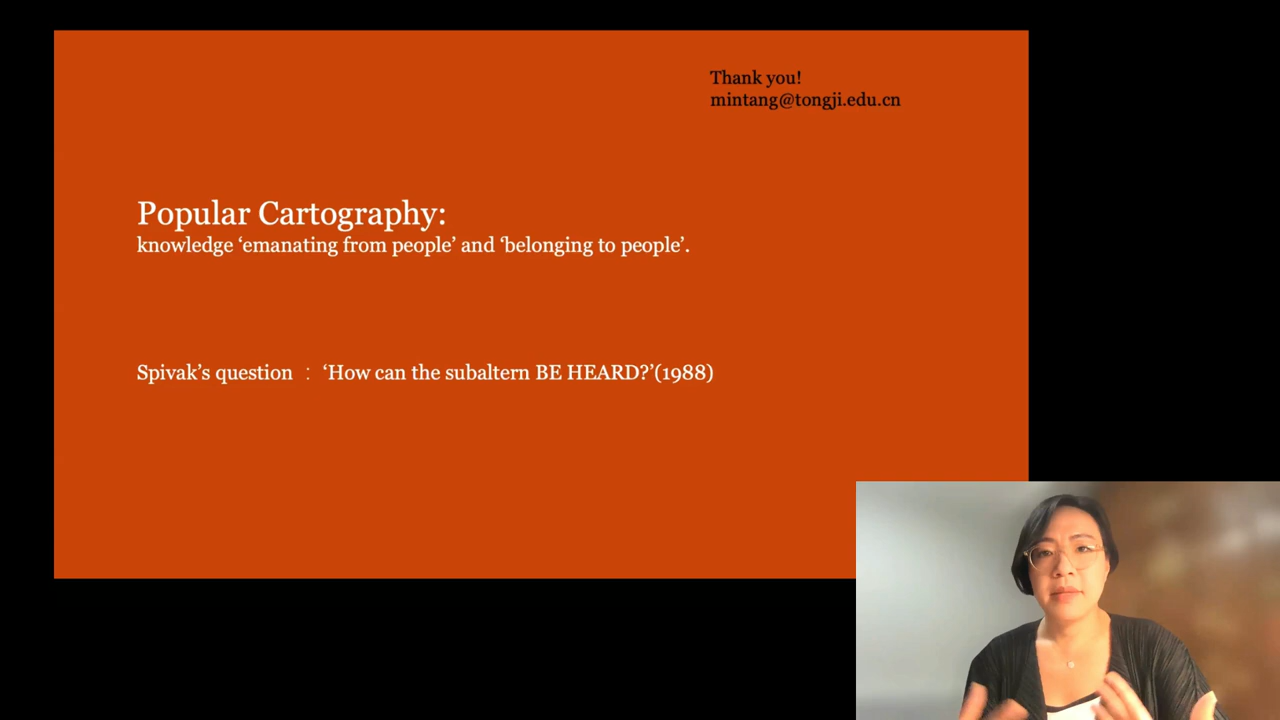 Thank you!
mintang@tongji.edu.cn
Popular Cartography:
knowledge ‘emanating from people’ and ‘belonging to people’.
Spivak’s question ： ‘How can the subaltern BE HEARD?’(1988)